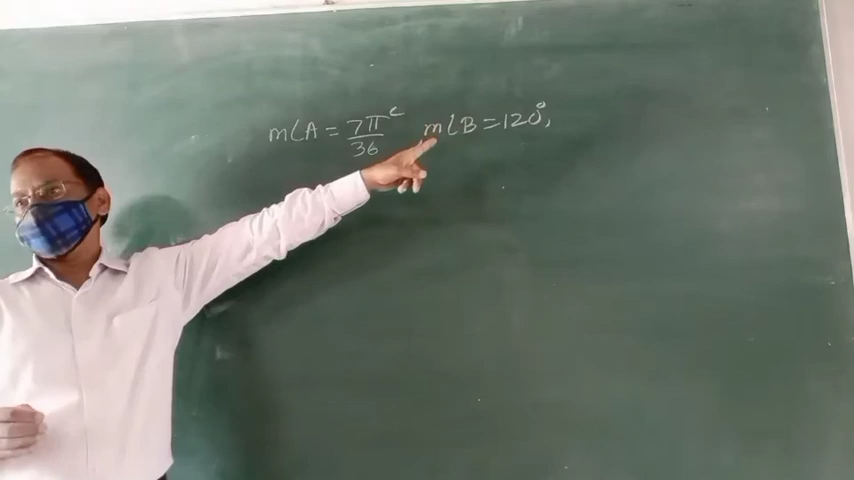 m∠A = 7π^c/36 m∠B = 120°,